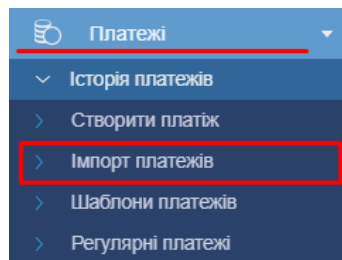 Платежі
Історія платежів
Створити платіж
Імпорт платежів
Шаблони платежів
Регулярні платежі